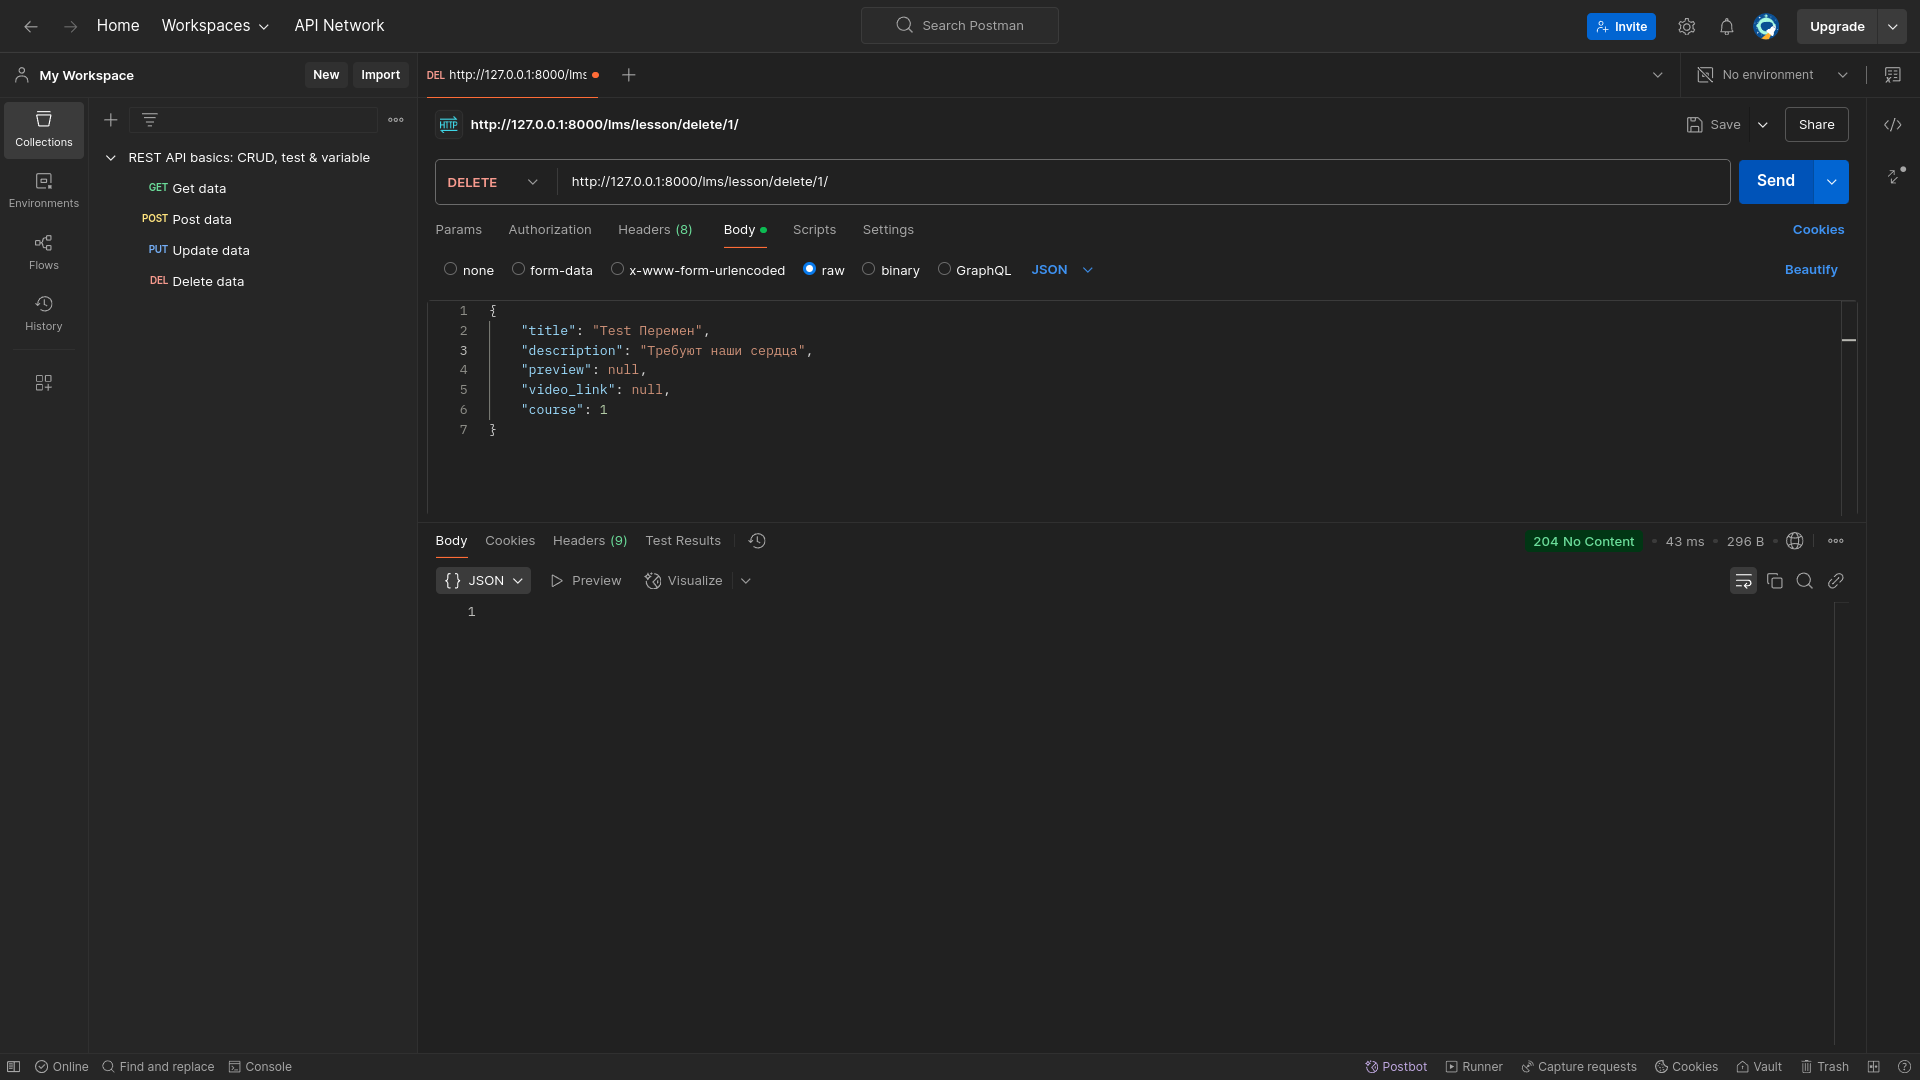 Home Workspaces API Network Search Postman Invite Upgrade
My Workspace New Import DEL http://127.0.0.1:8000/lms No environment
HTTP http://127.0.0.1:8000/lms/lesson/delete/1/ Save Share
Collections
Environments
Flows
History
REST API basics: CRUD, test & variable
GET Get data
POST Post data
PUT Update data
DEL Delete data
DELETE http://127.0.0.1:8000/lms/lesson/delete/1/ Send
Params Authorization Headers (8) Body Scripts Settings Cookies
none form-data x-www-form-urlencoded raw binary GraphQL JSON Beautify
1 {
2 "title": "Test Перемен",
3 "description": "Требуют наши сердца",
4 "preview": null,
5 "video_link": null,
6 "course": 1
7 }
Body Cookies Headers (9) Test Results 204 No Content 43 ms 296 B
{} JSON Preview Visualize
1
Online Find and replace Console Postbot Runner Capture requests Cookies Vault Trash